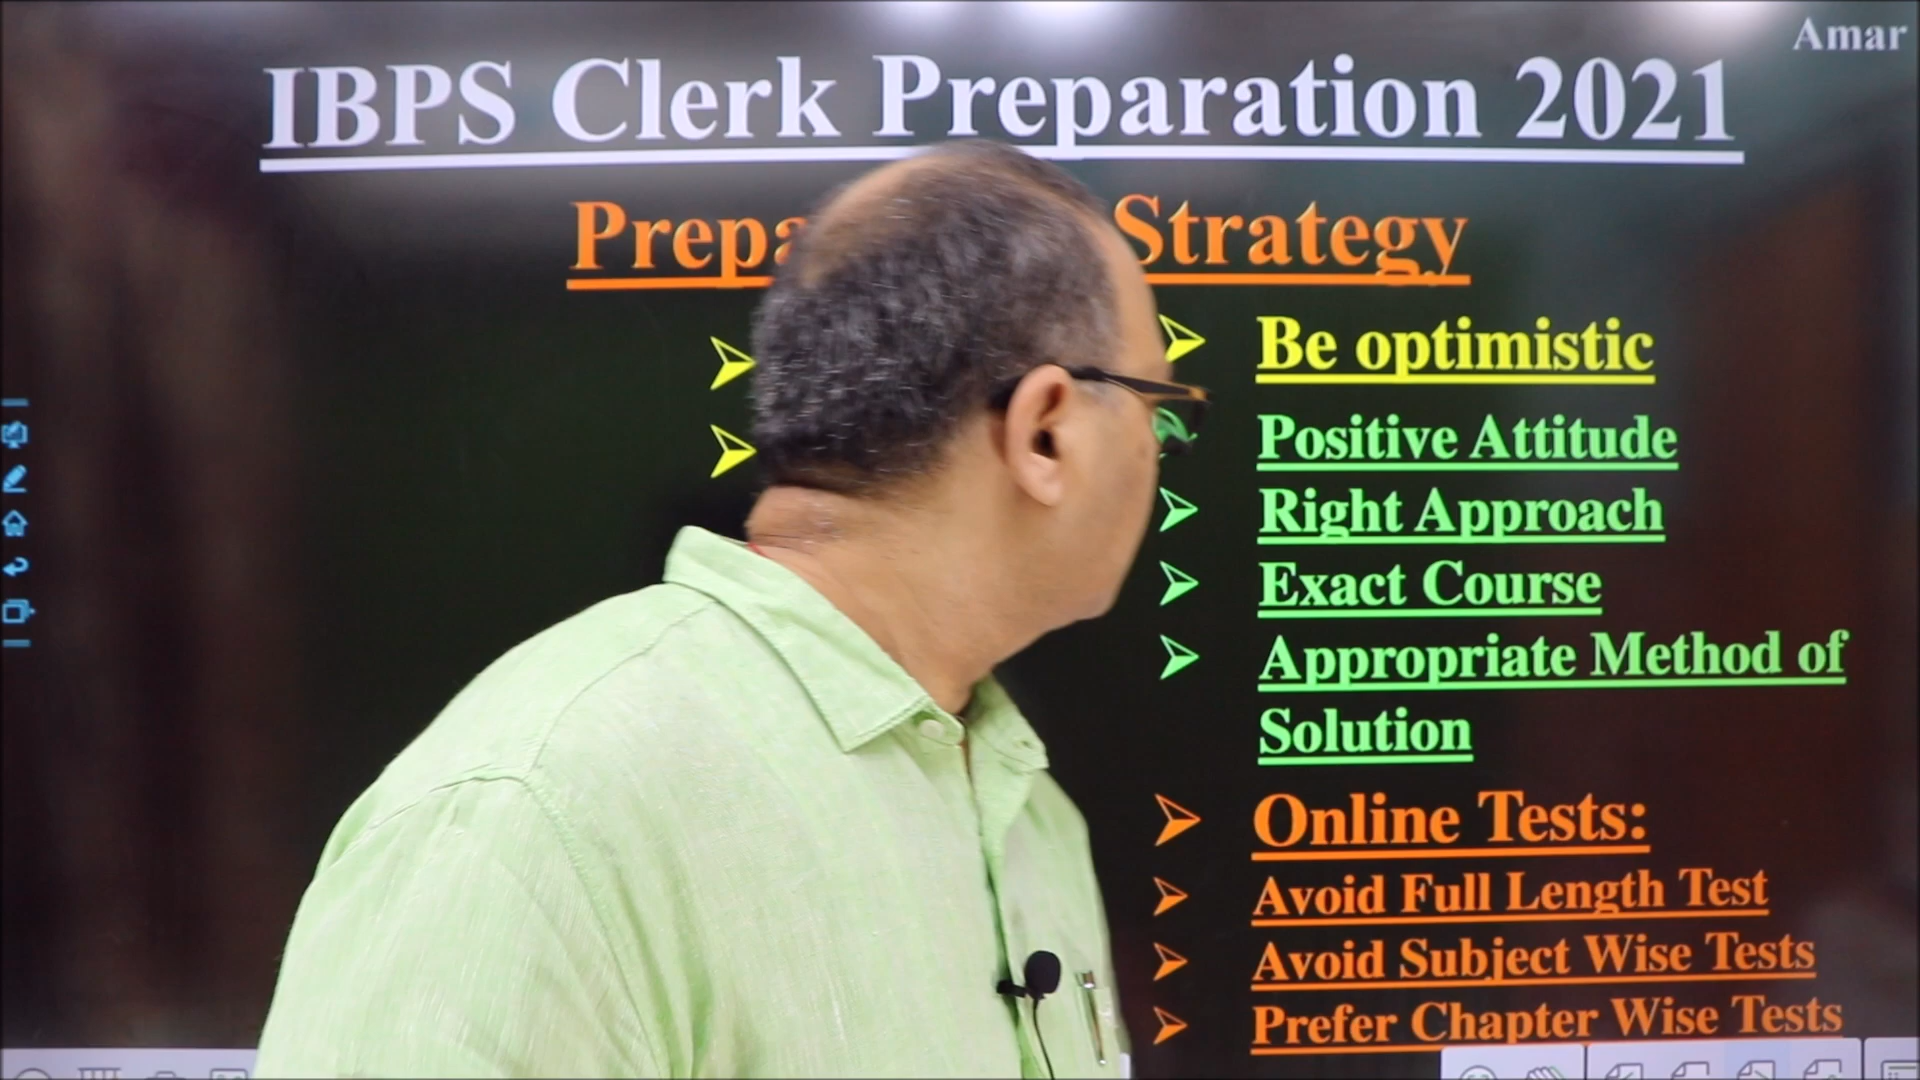 Amar
IBPS Clerk Preparation 2021
Prepa Strategy
Be optimistic
Positive Attitude
Right Approach
Exact Course
Appropriate Method of
Solution
Online Tests:
Avoid Full Length Test
Avoid Subject Wise Tests
Prefer Chapter Wise Tests